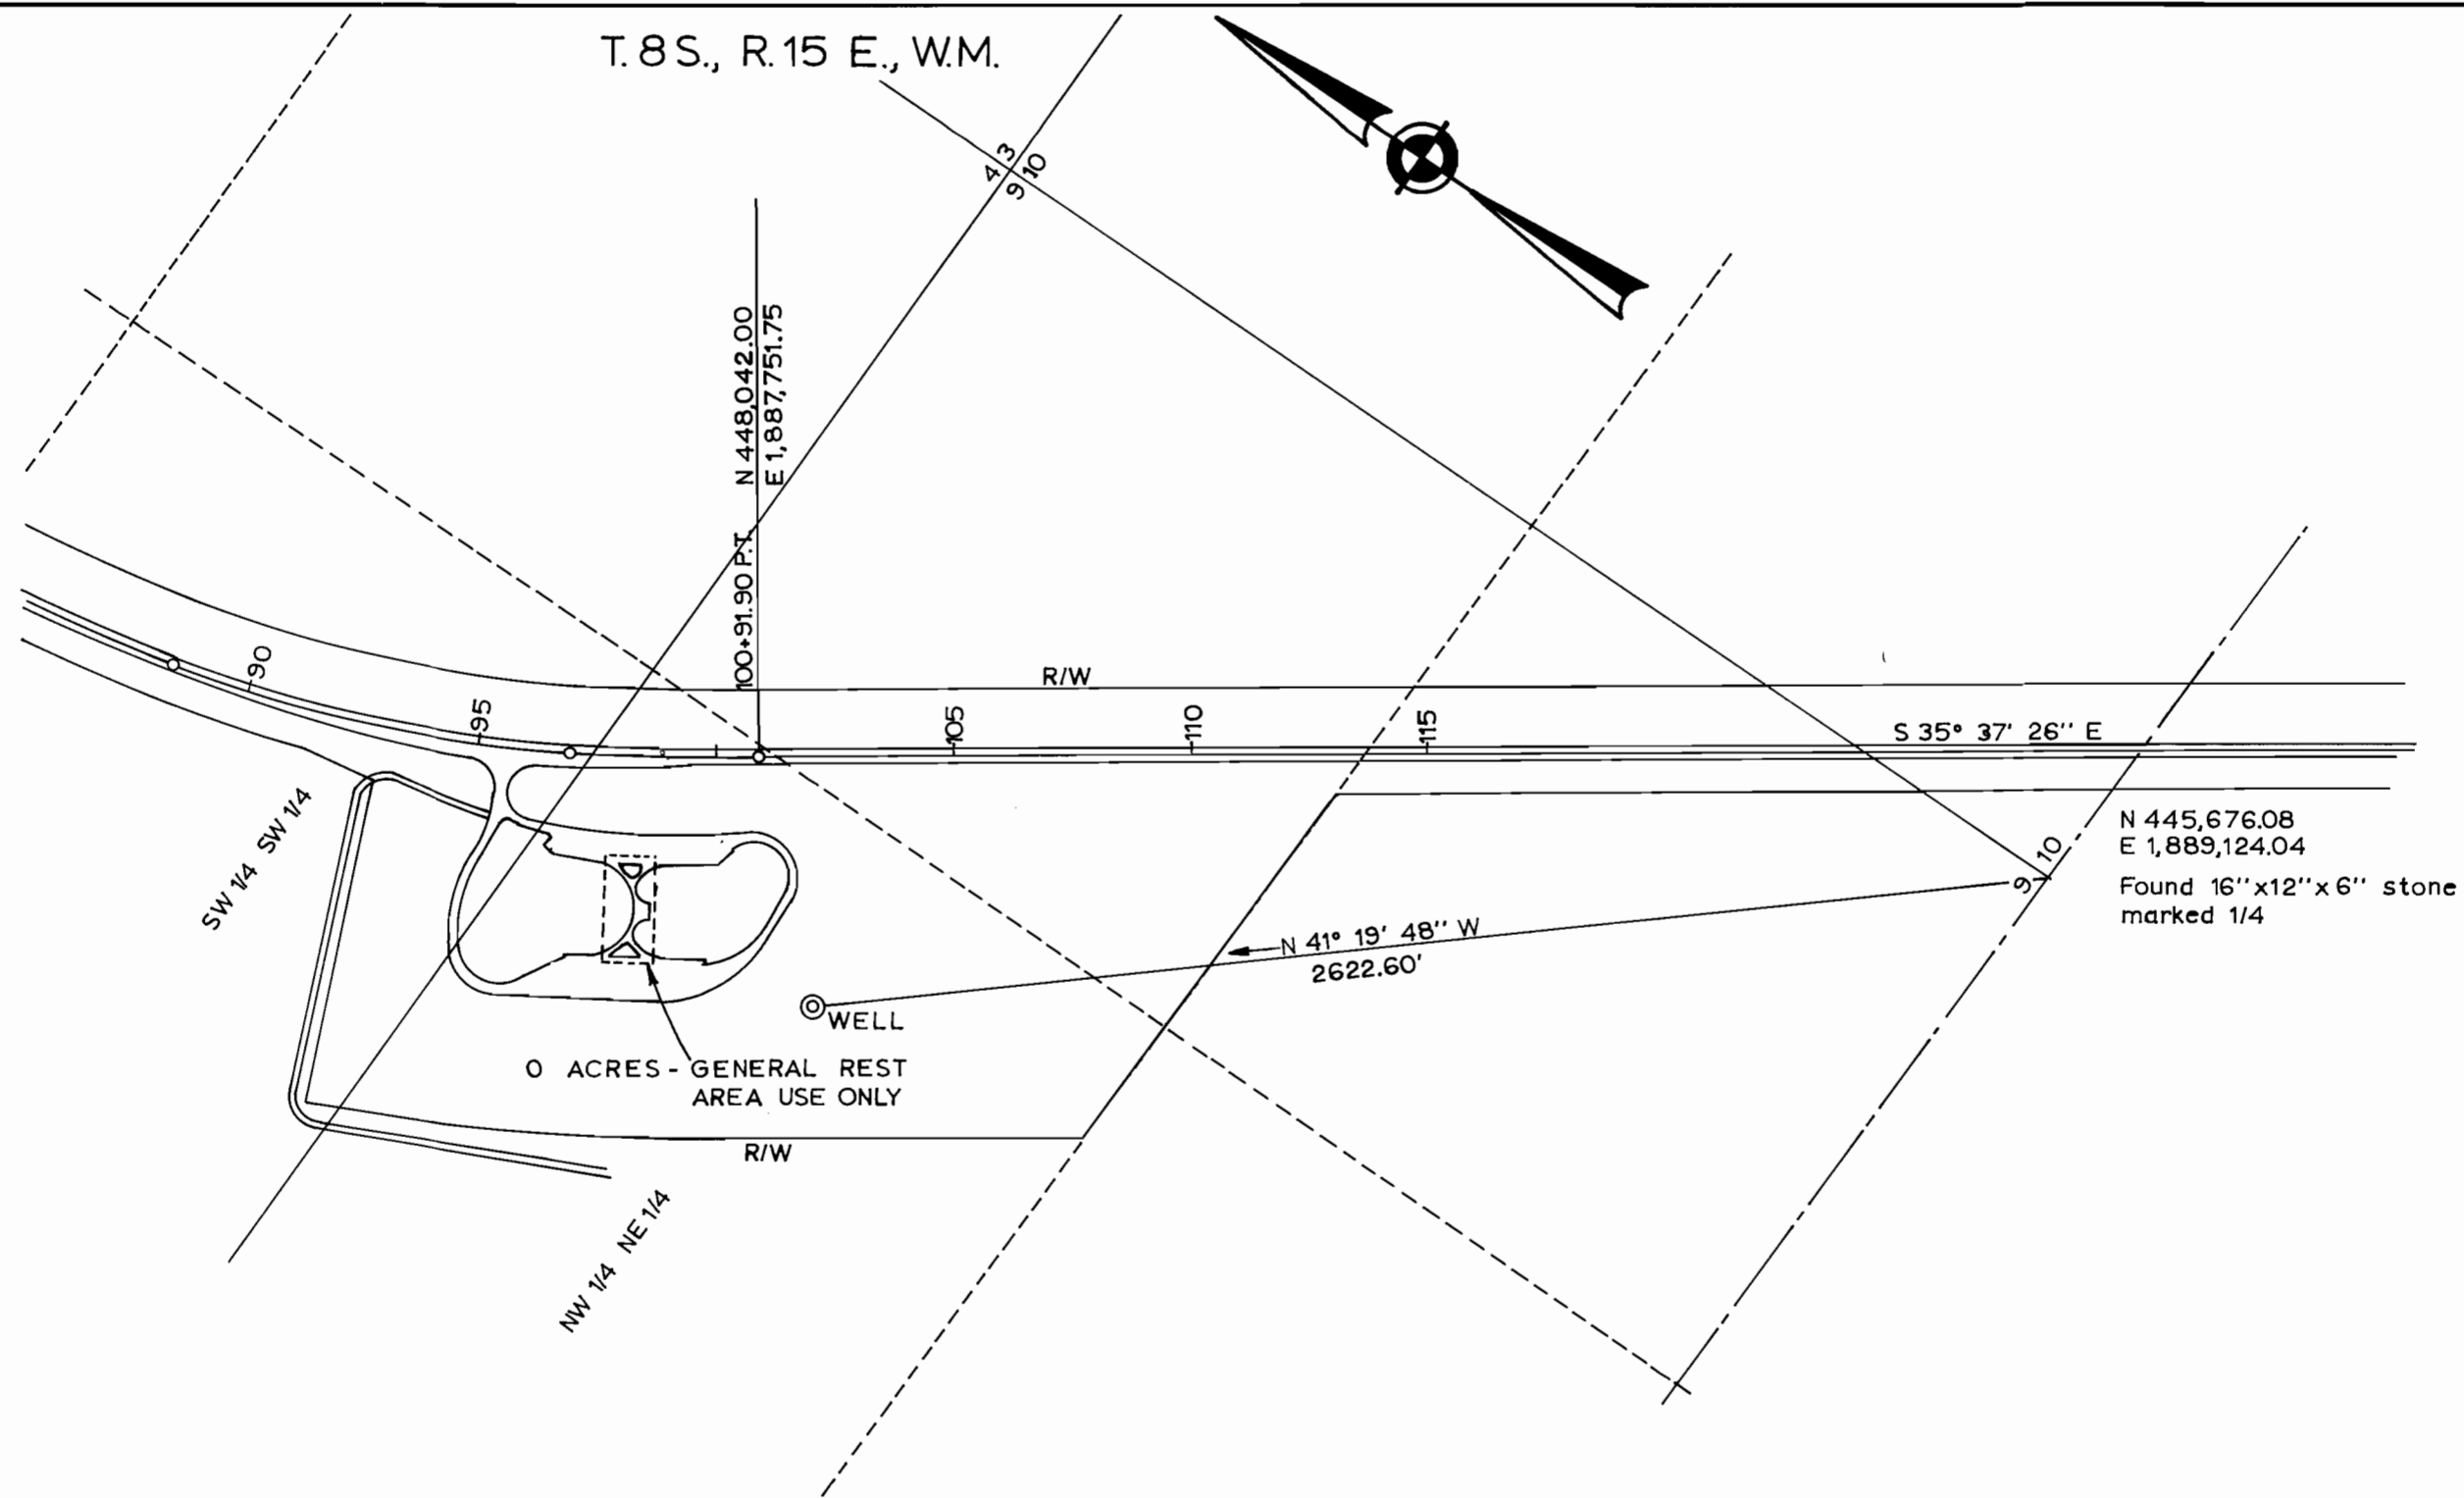 T. 8 S., R. 15 E., W.M.
4 3
9 10
N 448,042.00
E 1,887,751.75
100+91.90 P.T.
R/W
90
95
105
110
115
S 35° 37' 26" E
SW 1/4 SW 1/4
N 445,676.08
E 1,889,124.04
9 10
Found 16"x12"x6" stone
marked 1/4
N 41° 19' 48" W
2622.60'
WELL
0 ACRES - GENERAL REST
AREA USE ONLY
R/W
NW 1/4 NE 1/4